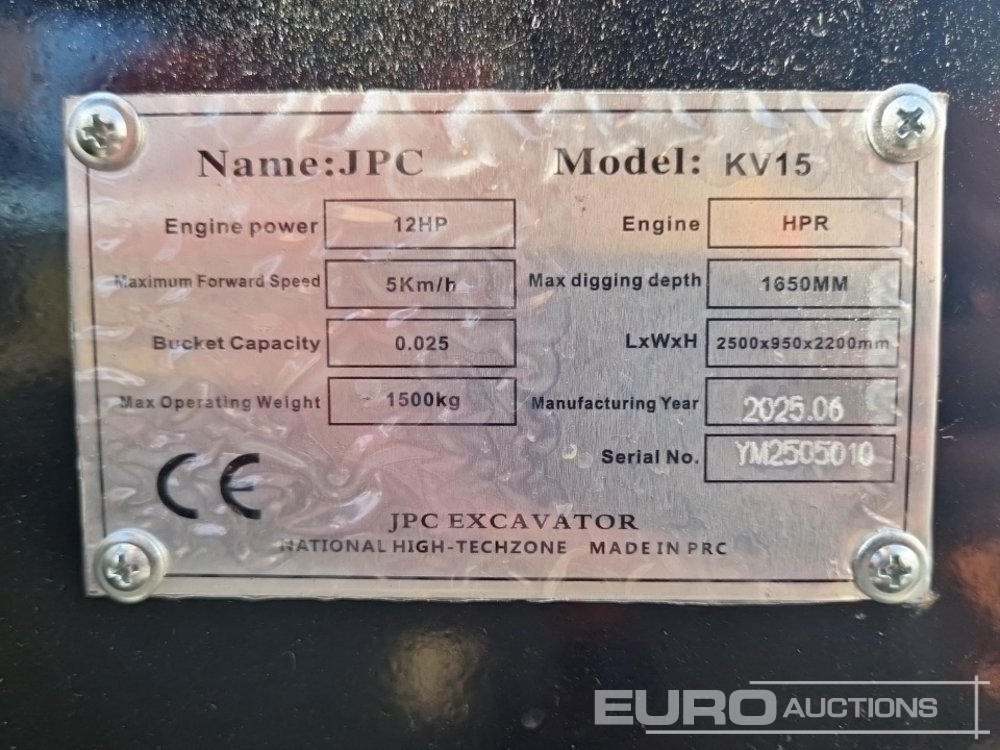 Name:JPC Model: KV15
Engine power 12HP Engine HPR
Maximum Forward Speed 5Km/h Max digging depth 1650MM
Bucket Capacity 0.025 LxWxH 2500x950x2200mm
Max Operating Weight 1500kg Manufacturing Year 2025.06
Serial No. YM2505010
CE
JPC EXCAVATOR
NATIONAL HIGH-TECHZONE MADE IN PRC
EURO AUCTIONS